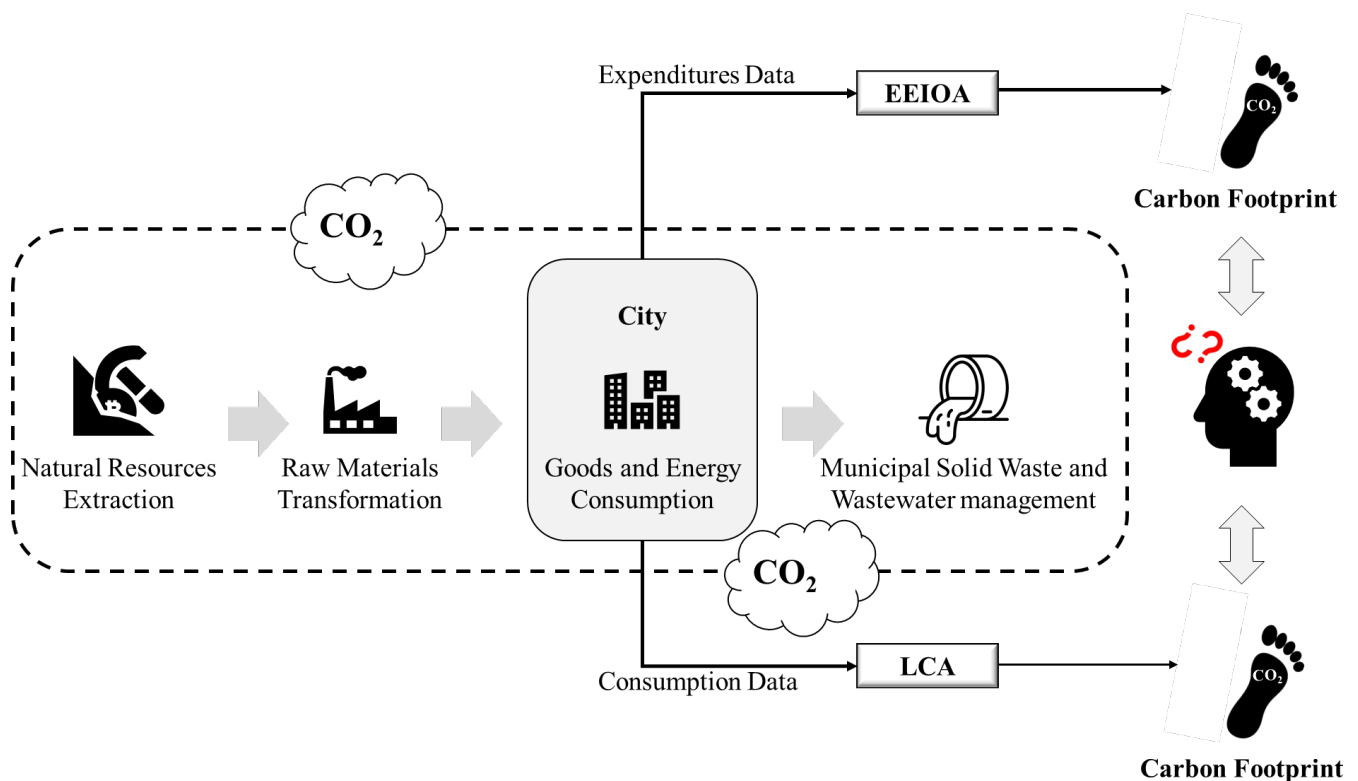 Expenditures Data
EEIOA
CO₂
Carbon Footprint
CO₂
City
¿?
Natural Resources
Extraction
Raw Materials
Transformation
Goods and Energy
Consumption
Municipal Solid Waste and
Wastewater management
CO₂
LCA
Consumption Data
CO₂
Carbon Footprint